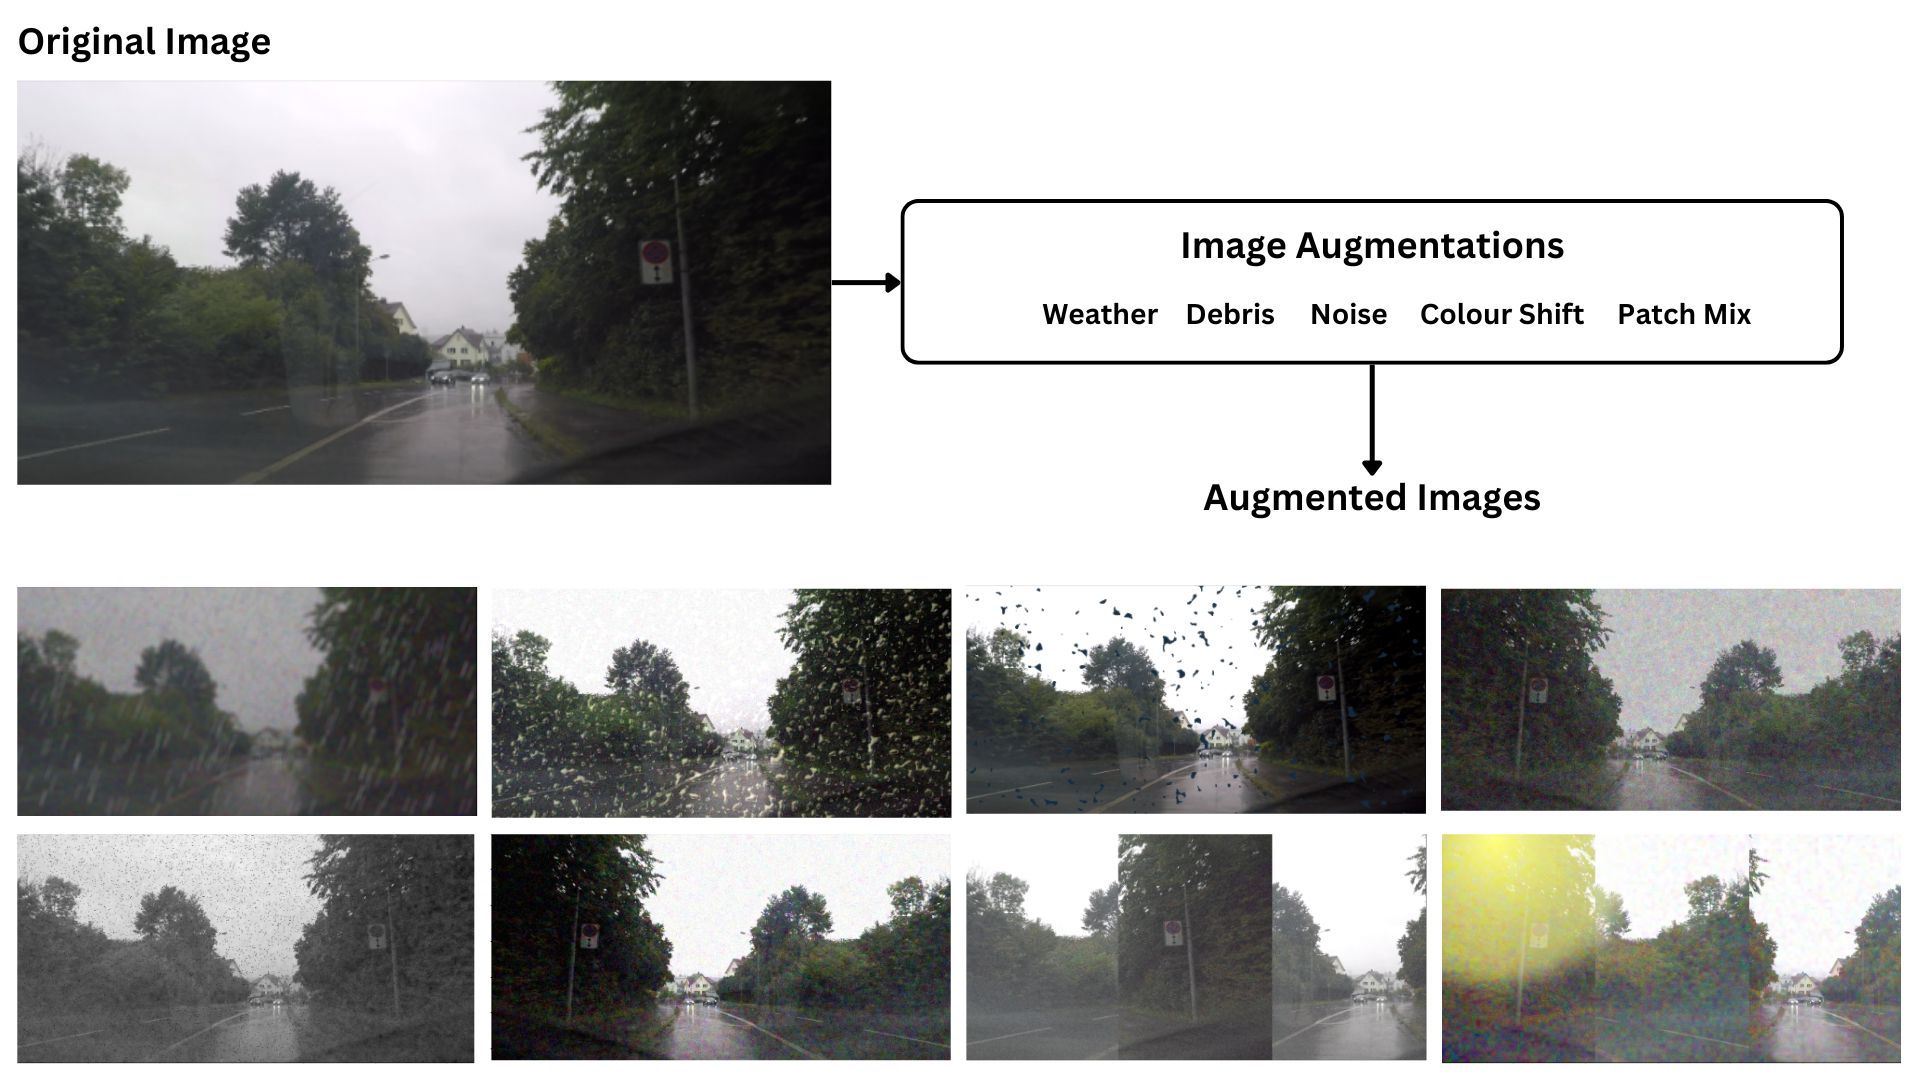 Original Image
Image Augmentations
Weather Debris Noise Colour Shift Patch Mix
Augmented Images